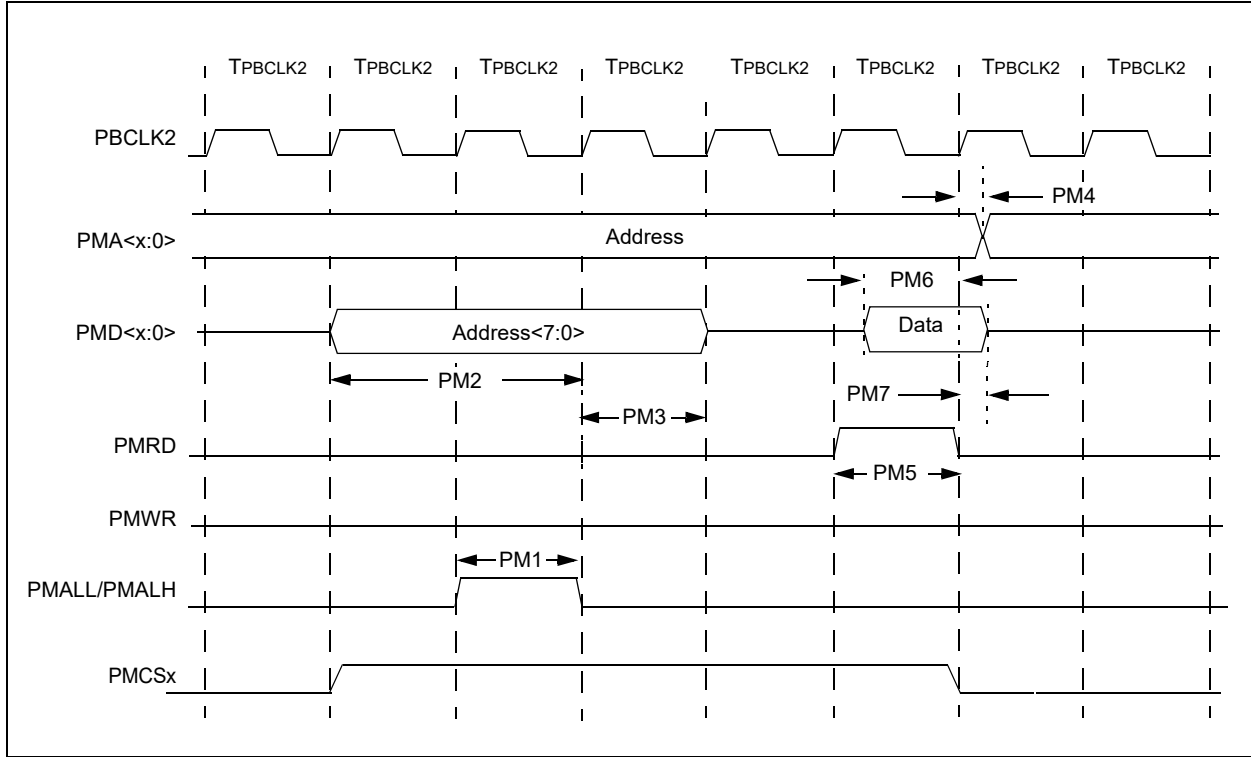 TPBCLK2 TPBCLK2 TPBCLK2 TPBCLK2 TPBCLK2 TPBCLK2 TPBCLK2 TPBCLK2
PBCLK2
PM4
PMA<x:0>
Address
PM6
PMD<x:0>
Address<7:0>
Data
PM2
PM7
PM3
PMRD
PM5
PMWR
PM1
PMALL/PMALH
PMCSx